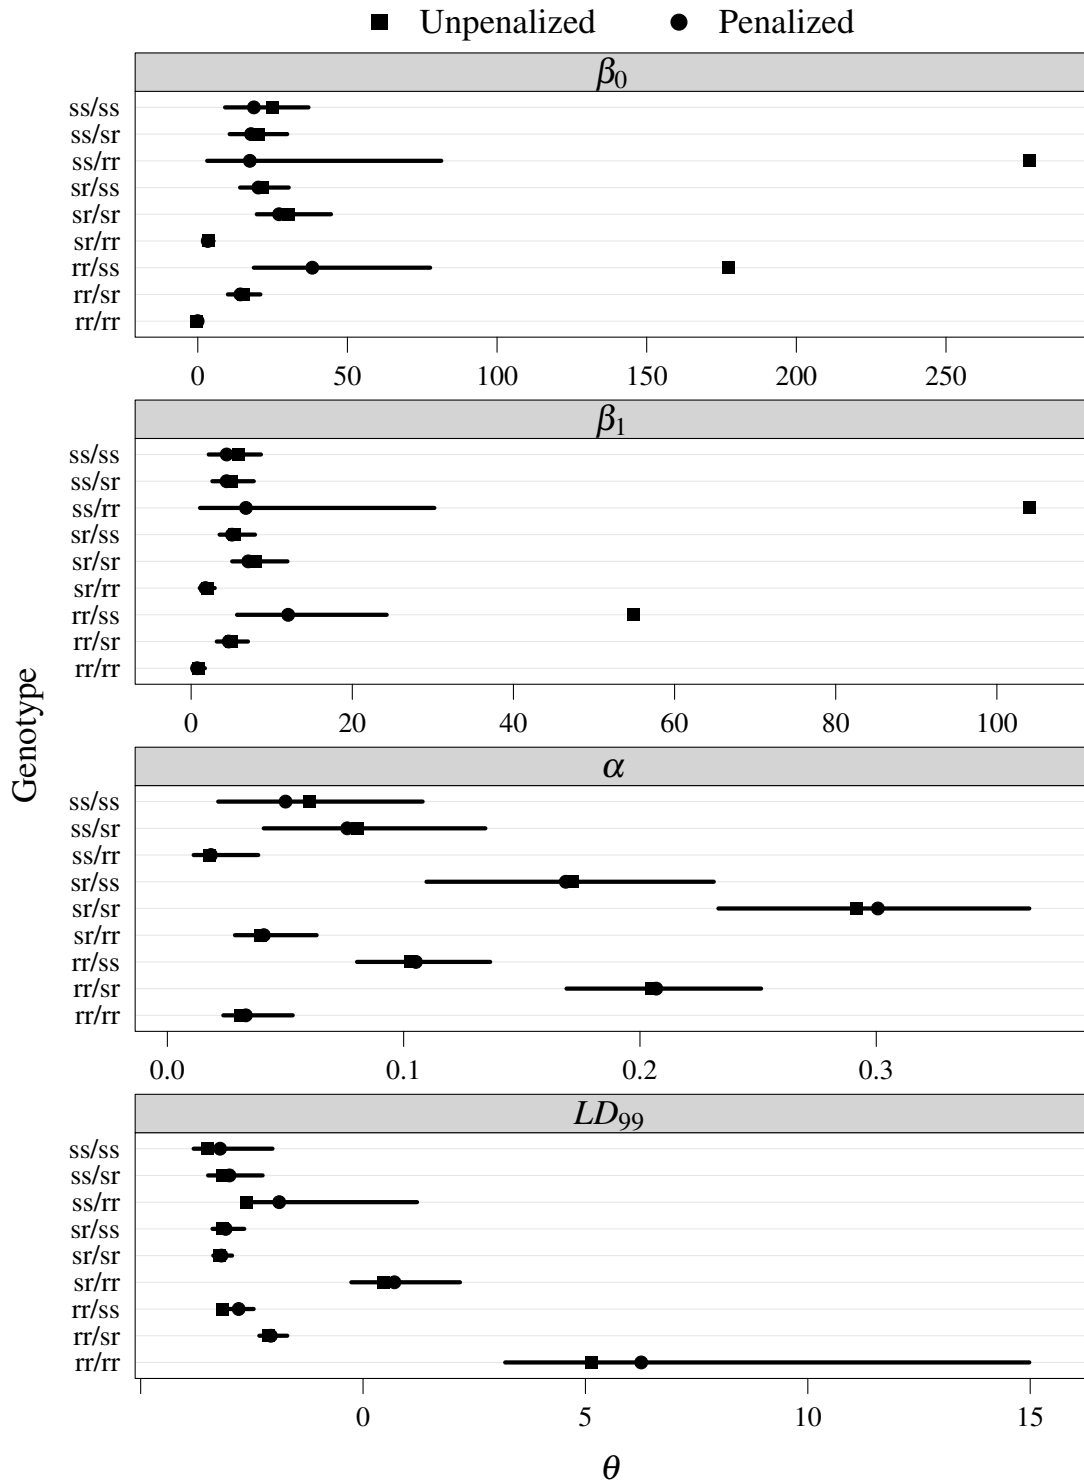 Unpenalized Penalized
β₀
ss/ss
ss/sr
ss/rr
sr/ss
sr/sr
sr/rr
rr/ss
rr/sr
rr/rr
0 50 100 150 200 250
β₁
ss/ss
ss/sr
ss/rr
sr/ss
sr/sr
sr/rr
rr/ss
rr/sr
rr/rr
0 20 40 60 80 100
Genotype
α
ss/ss
ss/sr
ss/rr
sr/ss
sr/sr
sr/rr
rr/ss
rr/sr
rr/rr
0.0 0.1 0.2 0.3
LD₉₉
ss/ss
ss/sr
ss/rr
sr/ss
sr/sr
sr/rr
rr/ss
rr/sr
rr/rr
0 5 10 15
θ